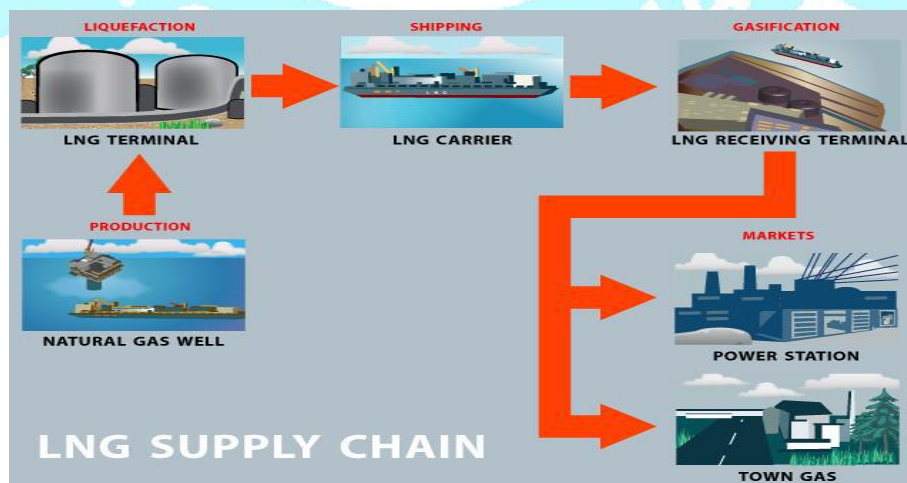 LIQUEFACTION
SHIPPING
GASIFICATION
LNG TERMINAL
LNG CARRIER
LNG RECEIVING TERMINAL
PRODUCTION
MARKETS
NATURAL GAS WELL
POWER STATION
LNG SUPPLY CHAIN
TOWN GAS